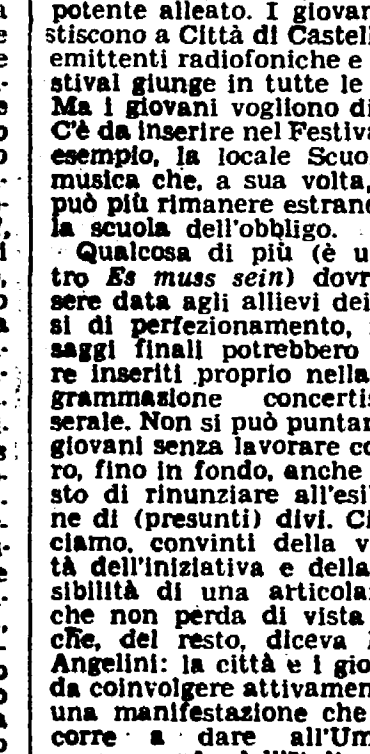 potente alleato. I giovan
stiscono a Città di Castell
emittenti radiofoniche e
stival giunge in tutte le
Ma i giovani vogliono di
C'è da inserire nel Festiva
esempio, la locale Scuo
musica che, a sua volta,
può più rimanere estrane
la scuola dell'obbligo.
Qualcosa di più (è u
tro Es muss sein) dovr
sere data agli allievi dei
si di perfezionamento,
saggi finali potrebbero
re inseriti proprio nella
grammazione concertis
serale. Non si può puntar
giovani senza lavorare co
ro, fino in fondo, anche
sto di rinunziare all'esi
ne di (presunti) divi. Ci
ciamo, convinti della v
tà dell'iniziativa e della
sibilità di una articola
che non perda di vista
che, del resto, diceva
Angelini: la città e i gio
da coinvolgere attivamen
una manifestazione che
corre a dare all'Um